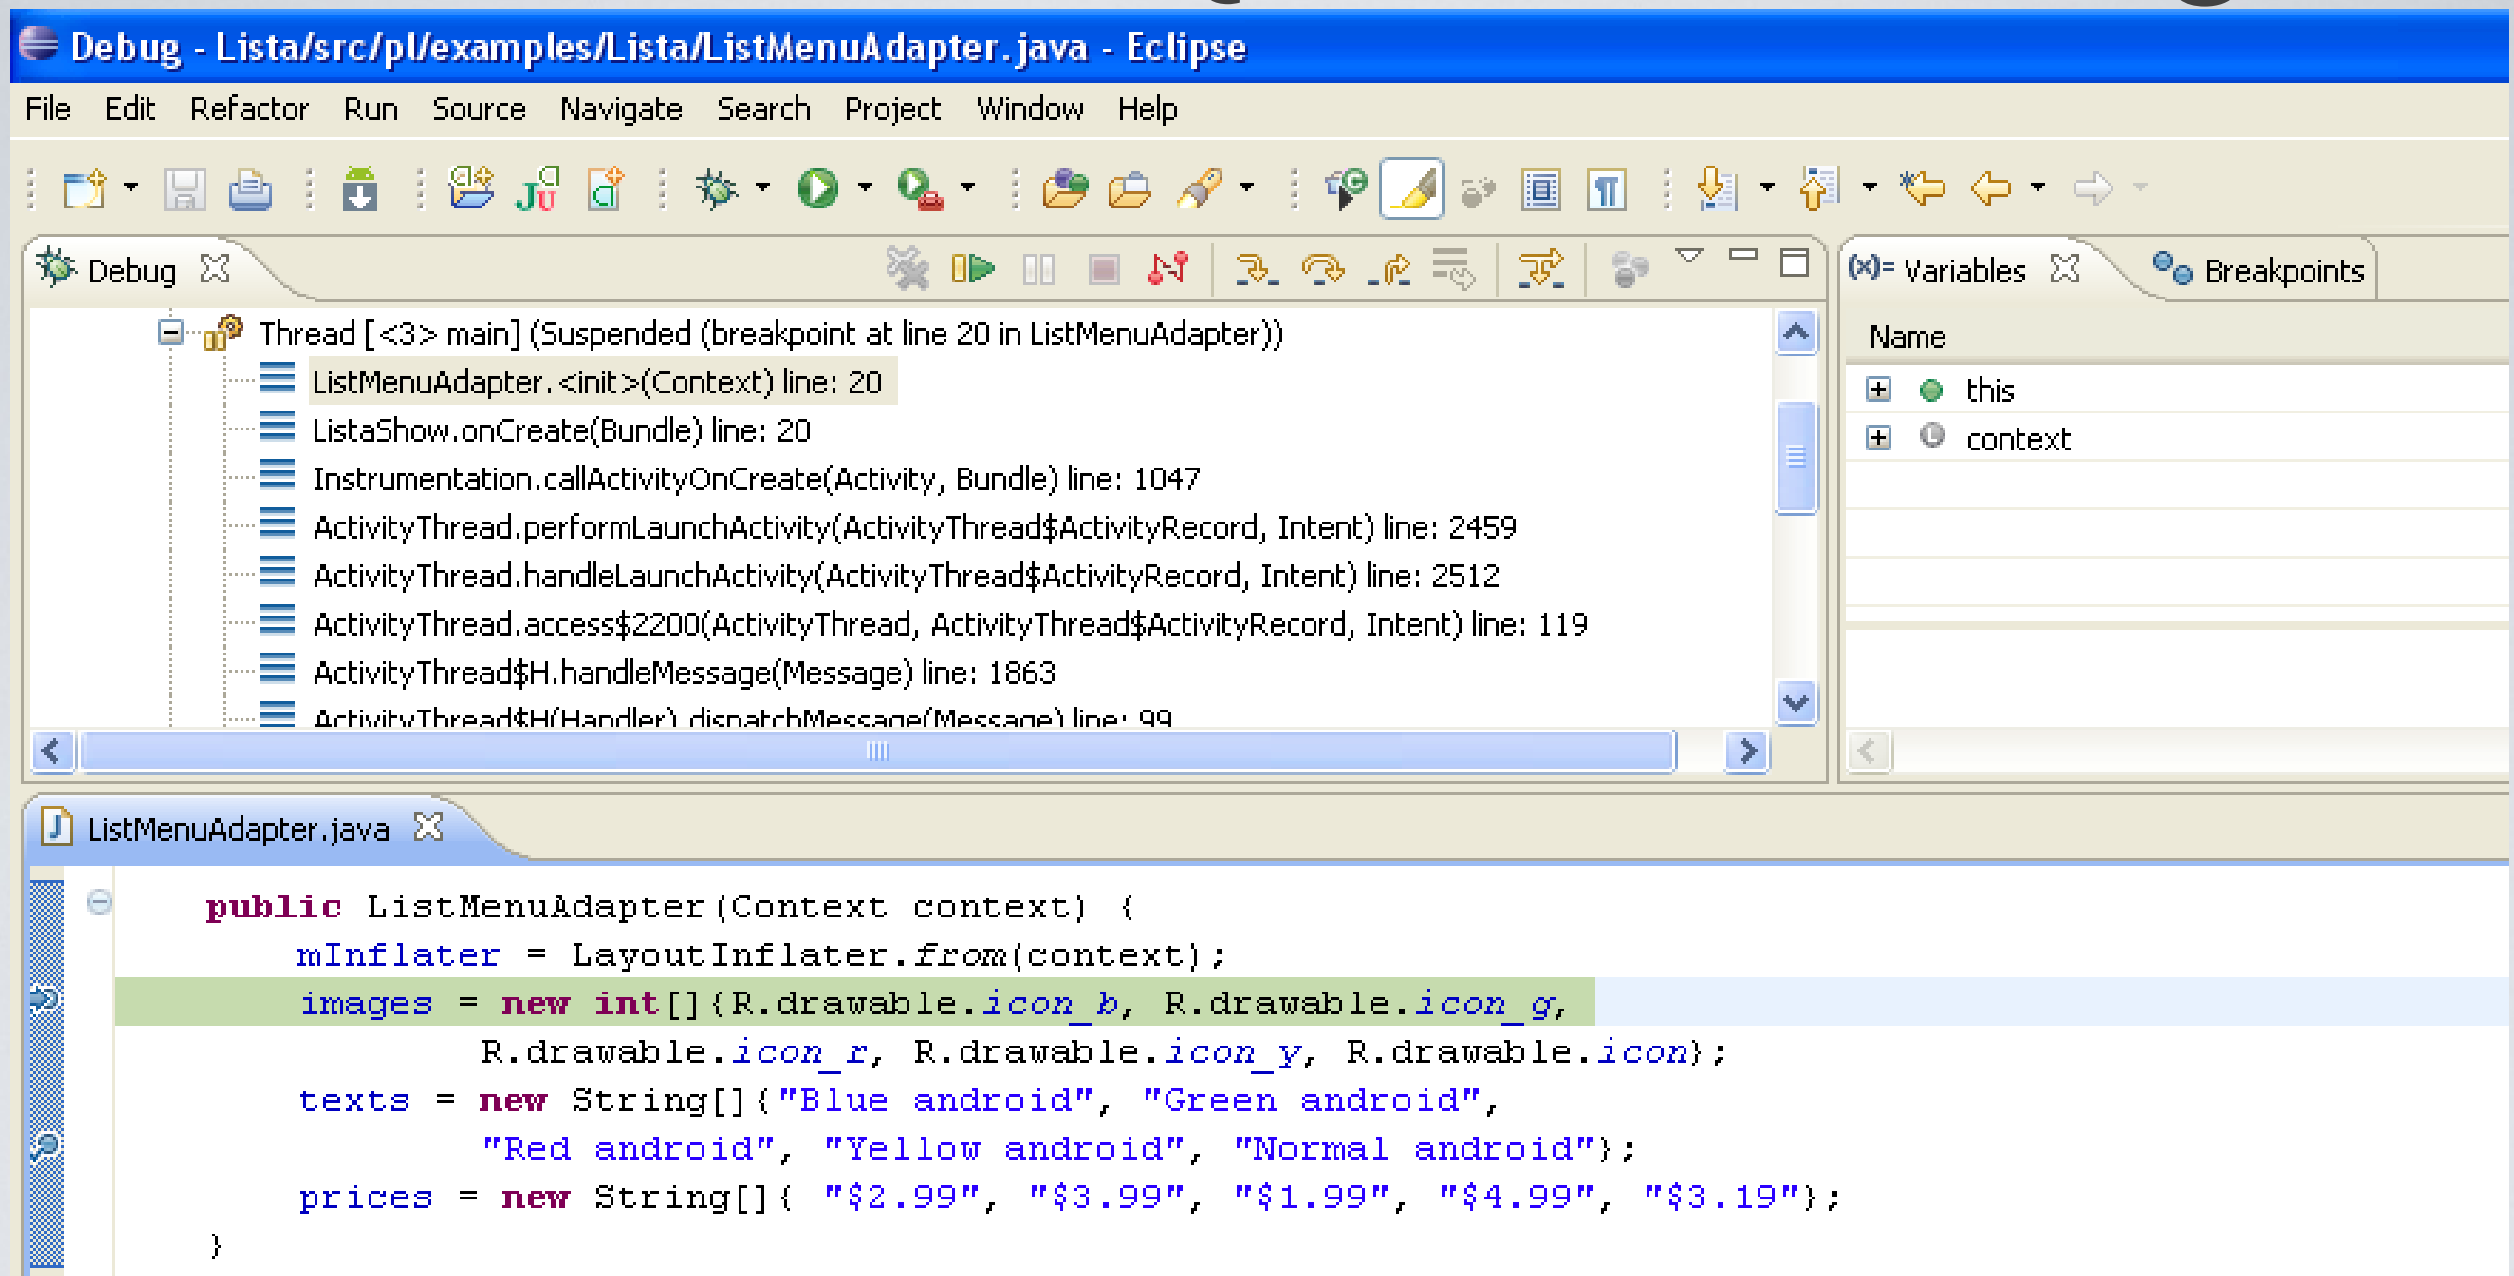 Debug - Lista/src/pl/examples/Lista/ListMenuAdapter.java - Eclipse
File Edit Refactor Run Source Navigate Search Project Window Help
Debug
Variables
Breakpoints
Thread [<3> main] (Suspended (breakpoint at line 20 in ListMenuAdapter))
ListMenuAdapter.<init>(Context) line: 20
ListaShow.onCreate(Bundle) line: 20
Instrumentation.callActivityOnCreate(Activity, Bundle) line: 1047
ActivityThread.performLaunchActivity(ActivityThread$ActivityRecord, Intent) line: 2459
ActivityThread.handleLaunchActivity(ActivityThread$ActivityRecord, Intent) line: 2512
ActivityThread.access$2200(ActivityThread, ActivityThread$ActivityRecord, Intent) line: 119
ActivityThread$H.handleMessage(Message) line: 1863
ActivityThread$H(Handler).dispatchMessage(Message) line: 99
Name
this
context
ListMenuAdapter.java
public ListMenuAdapter(Context context) {
mInflater = LayoutInflater.from(context);
images = new int[]{R.drawable.icon_b, R.drawable.icon_g,
R.drawable.icon_r, R.drawable.icon_y, R.drawable.icon};
texts = new String[]{"Blue android", "Green android",
"Red android", "Yellow android", "Normal android"};
prices = new String[]{ "$2.99", "$3.99", "$1.99", "$4.99", "$3.19"};
}